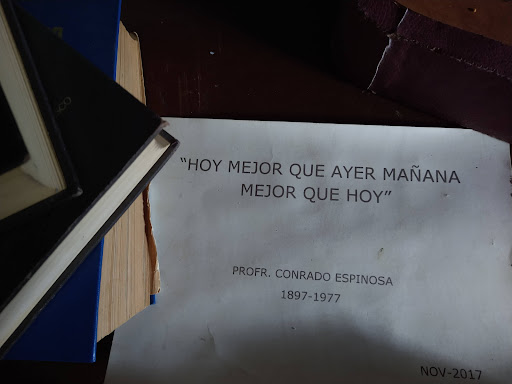 "HOY MEJOR QUE AYER MAÑANA
MEJOR QUE HOY"
PROFR. CONRADO ESPINOSA
1897-1977
NOV-2017